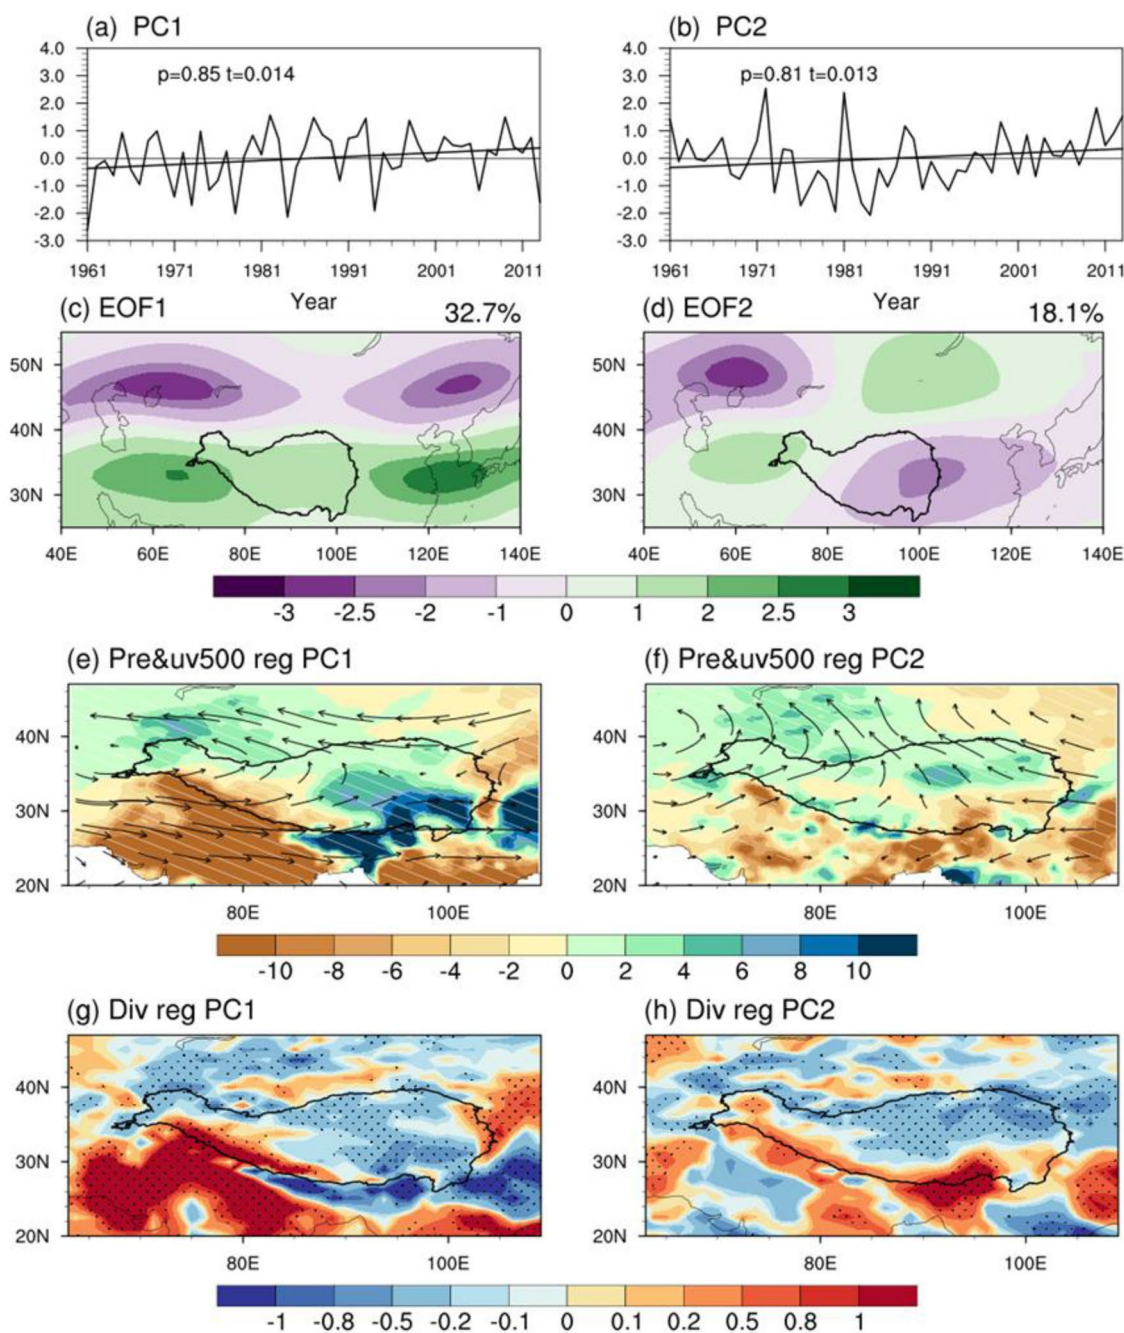 (a) PC1
(b) PC2
4.0
3.0
2.0
1.0
0.0
-1.0
-2.0
-3.0
p=0.85 t=0.014
1961 1971 1981 1991 2001 2011
Year
4.0
3.0
2.0
1.0
0.0
-1.0
-2.0
-3.0
p=0.81 t=0.013
1961 1971 1981 1991 2001 2011
Year
(c) EOF1 32.7%
50N
40N
30N
40E 60E 80E 100E 120E 140E
(d) EOF2 18.1%
50N
40N
30N
40E 60E 80E 100E 120E 140E
-3 -2.5 -2 -1 0 1 2 2.5 3
(e) Pre&uv500 reg PC1
40N
30N
20N
80E 100E
(f) Pre&uv500 reg PC2
40N
30N
20N
80E 100E
-10 -8 -6 -4 -2 0 2 4 6 8 10
(g) Div reg PC1
40N
30N
20N
80E 100E
(h) Div reg PC2
40N
30N
20N
80E 100E
-1 -0.8 -0.5 -0.2 -0.1 0 0.1 0.2 0.5 0.8 1